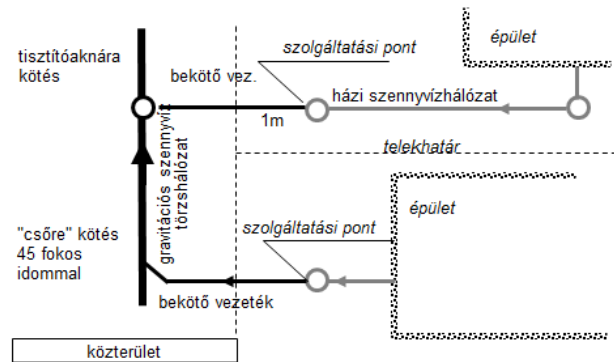 tisztítóaknára
kötés
bekötő vez.
szolgáltatási pont
épület
házi szennyvízhálózat
1m
telekhatár
gravitációs szennyvíz
törzshálózat
épület
"csőre" kötés
45 fokos
idommal
szolgáltatási pont
bekötő vezeték
közterület